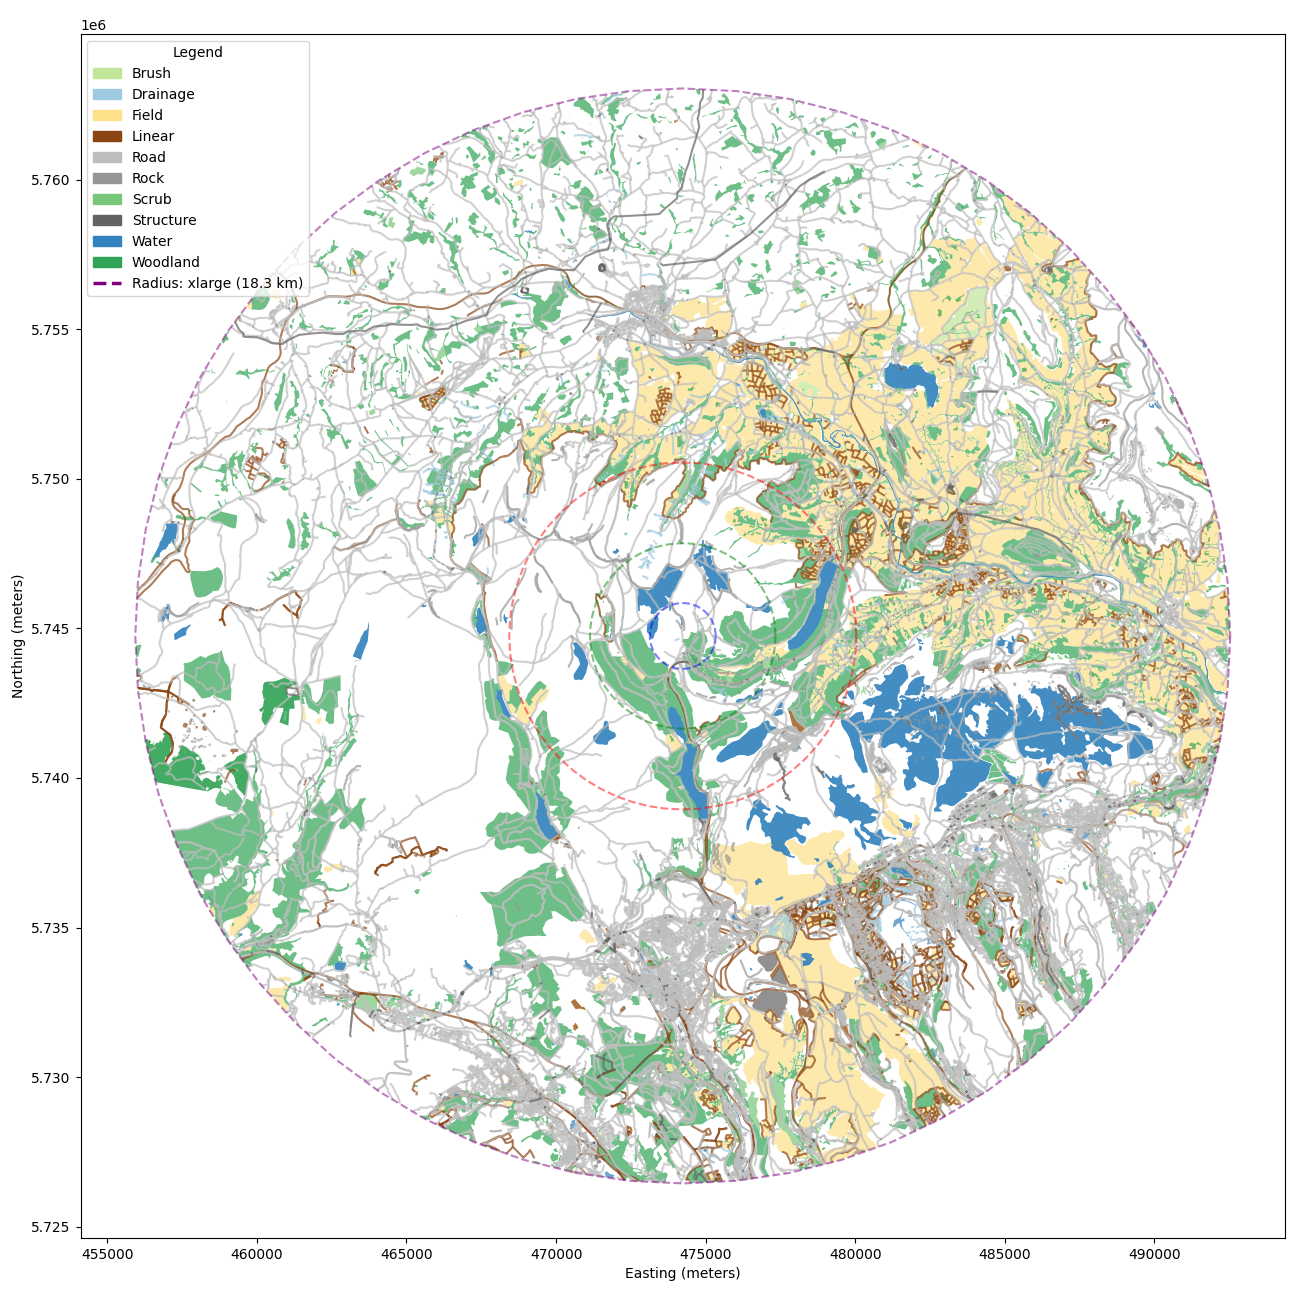 1e6
Legend
Brush
Drainage
Field
Linear
Road
Rock
Scrub
Structure
Water
Woodland
Radius: xlarge (18.3 km)
5.760
5.755
5.750
5.745
5.740
5.735
5.730
5.725
Northing (meters)
455000 460000 465000 470000 475000 480000 485000 490000
Easting (meters)